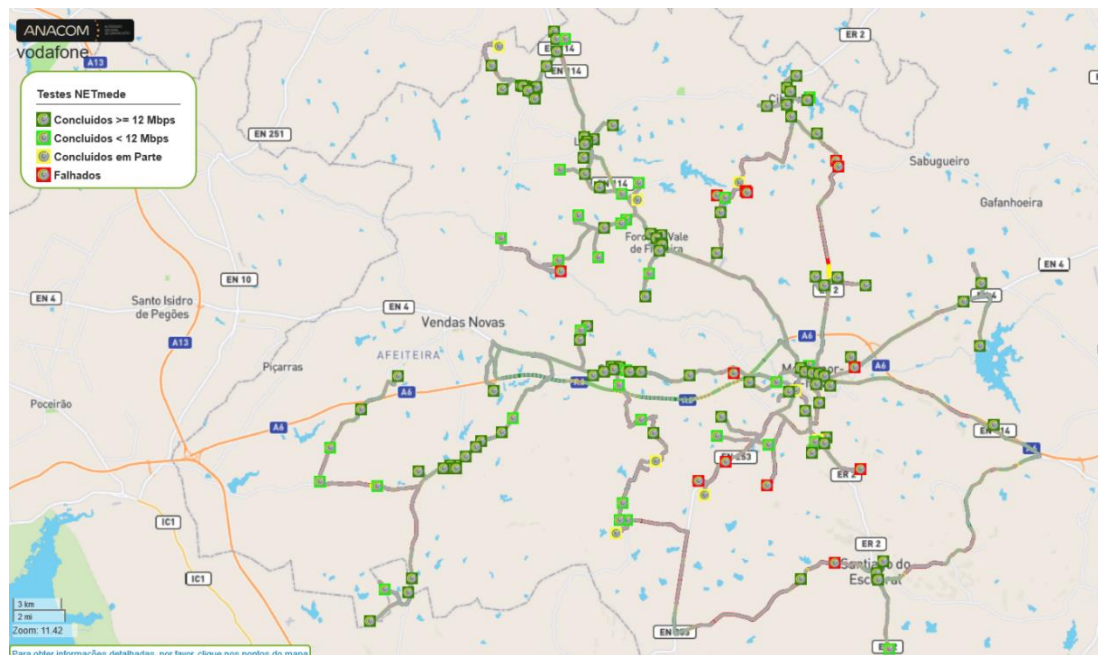 ANACOM
vodafone
Testes NETmede
Concluidos >= 12 Mbps
Concluidos < 12 Mbps
Concluidos em Parte
Falhados
A13
EN 251
EN 114
EN 114
ER 2
Sabugueiro
EN 114
Gafanhoeira
de Figueira
EN 10
EN 4
EN 4
ER 2
EN 4
EN 4
Santo Isidro
de Pegões
Vendas Novas
A13
AFEITEIRA
A6
A6
Piçarras
A6
Poceirão
A6
EN 114
EN 253
ER 2
IC1
ER 2
Santiago do
IC1
3 km
2 mi
Zoom: 11.42
Para obter informações detalhadas, por favor, clique nos pontos do mapa